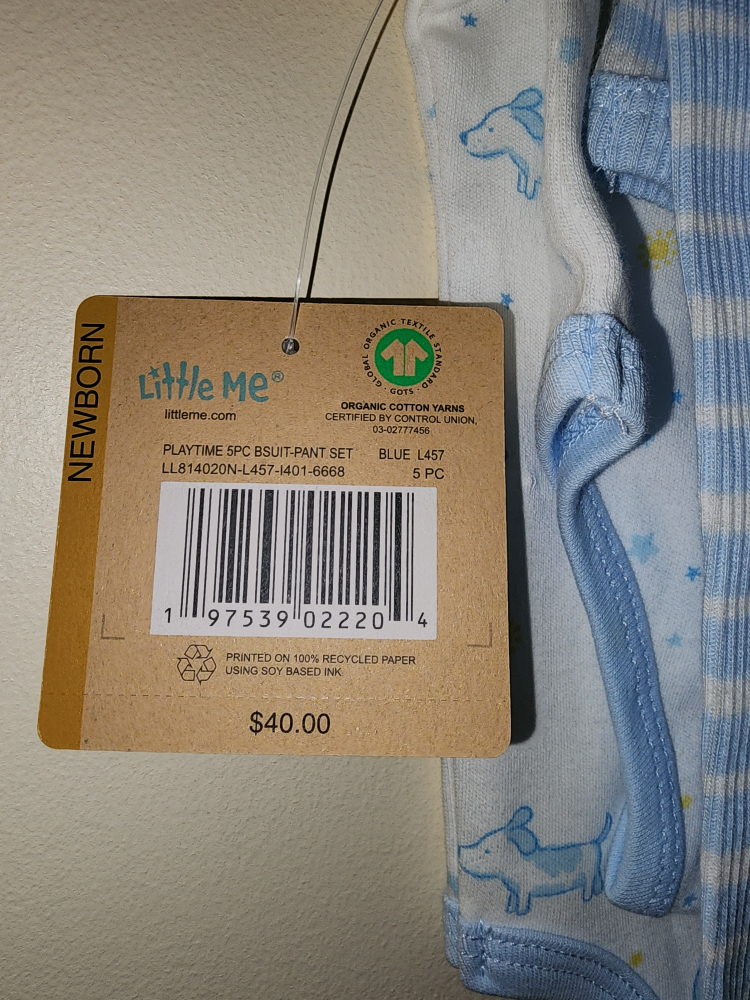 NEWBORN
Little Me®
littleme.com
GLOBAL ORGANIC TEXTILE STANDARD · GOTS ·
ORGANIC COTTON YARNS
CERTIFIED BY CONTROL UNION,
03-02777456
PLAYTIME 5PC BSUIT-PANT SET BLUE L457
LL814020N-L457-I401-6668 5 PC
1 97539 02220 4
PRINTED ON 100% RECYCLED PAPER
USING SOY BASED INK
$40.00